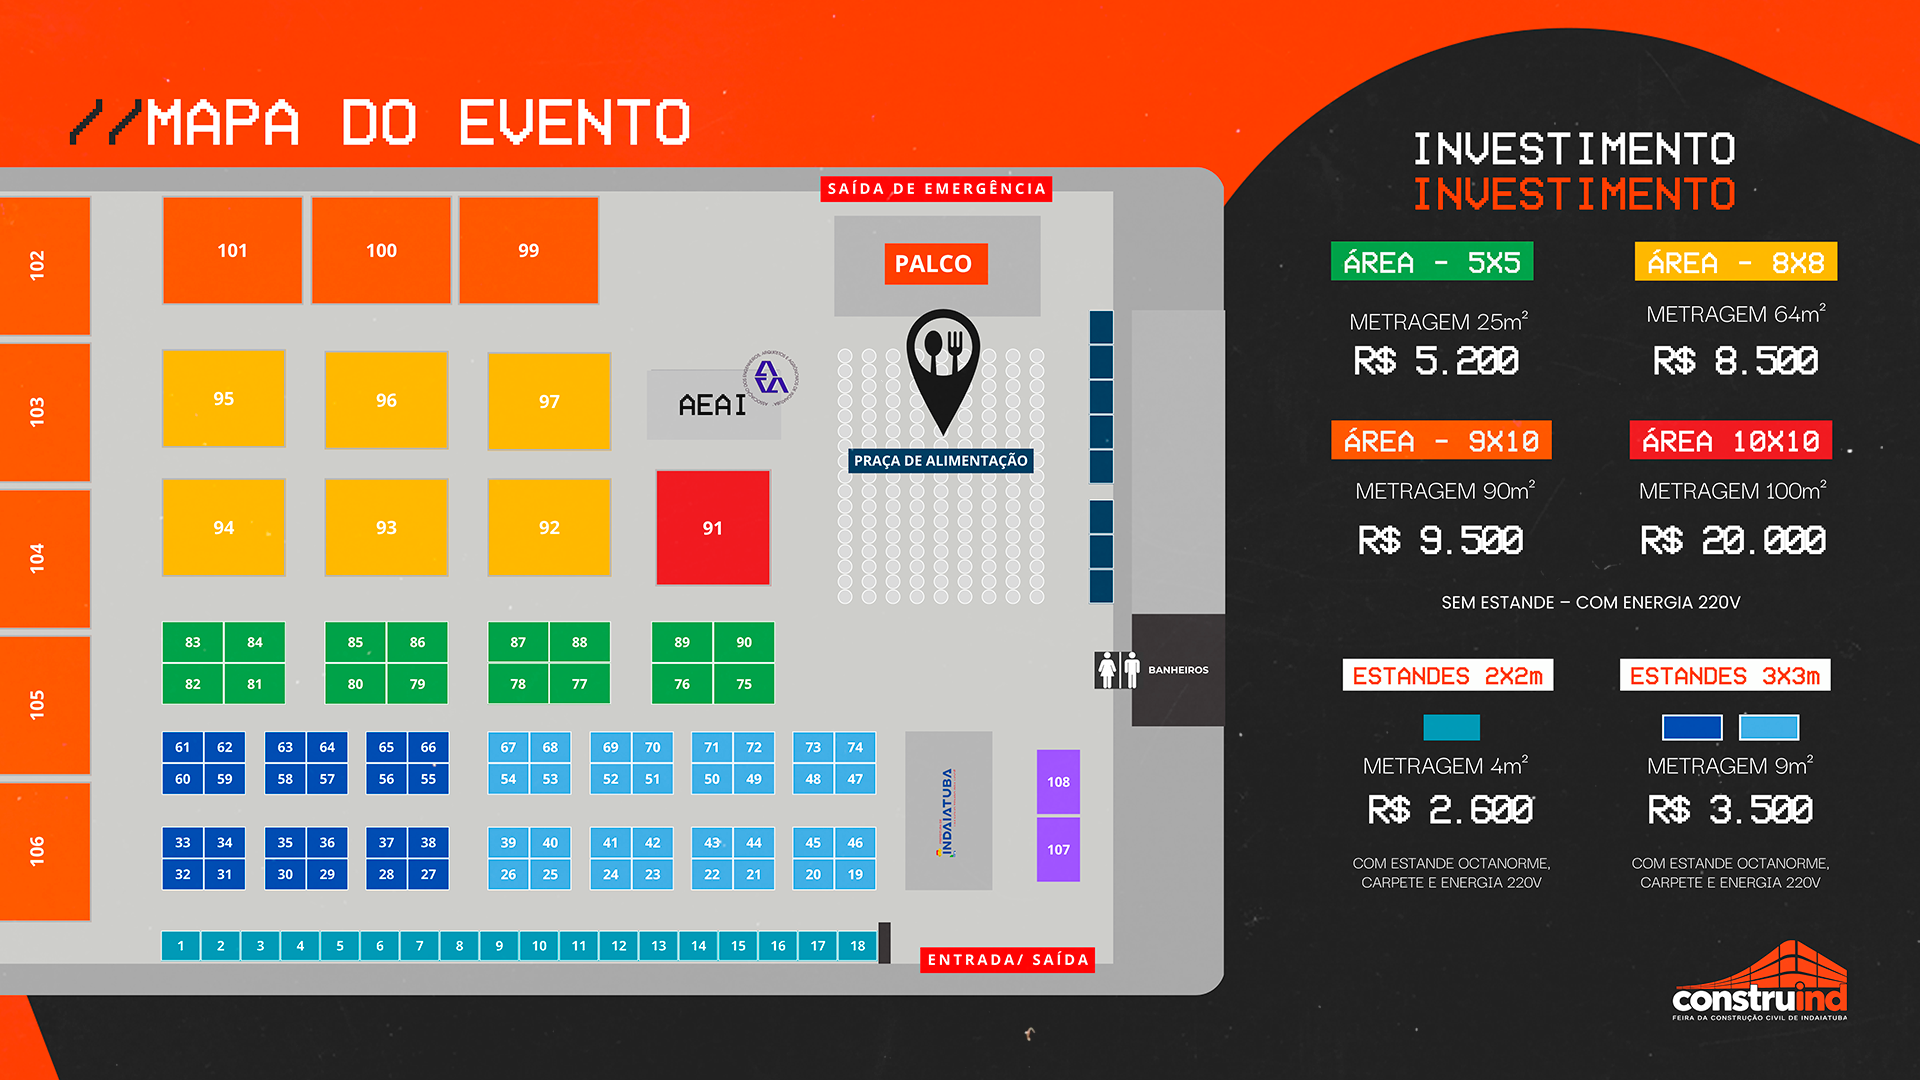 //MAPA DO EVENTO
SAÍDA DE EMERGÊNCIA
PALCO
102
101 100 99
103
95 96 97
AEAI
PRAÇA DE ALIMENTAÇÃO
104
94 93 92 91
83 84 85 86 87 88 89 90
82 81 80 79 78 77 76 75
BANHEIROS
105
61 62 63 64 65 66 67 68 69 70 71 72 73 74
60 59 58 57 56 55 54 53 52 51 50 49 48 47
108
INDAIATUBA
106
33 34 35 36 37 38 39 40 41 42 43 44 45 46
32 31 30 29 28 27 26 25 24 23 22 21 20 19
107
1 2 3 4 5 6 7 8 9 10 11 12 13 14 15 16 17 18
ENTRADA/ SAÍDA
INVESTIMENTO
INVESTIMENTO
ÁREA - 5X5
METRAGEM 25m²
R$ 5.200
ÁREA - 8X8
METRAGEM 64m²
R$ 8.500
ÁREA - 9X10
METRAGEM 90m²
R$ 9.500
ÁREA 10X10
METRAGEM 100m²
R$ 20.000
SEM ESTANDE – COM ENERGIA 220V
ESTANDES 2X2m
METRAGEM 4m²
R$ 2.600
COM ESTANDE OCTANORME,
CARPETE E ENERGIA 220V
ESTANDES 3X3m
METRAGEM 9m²
R$ 3.500
COM ESTANDE OCTANORME,
CARPETE E ENERGIA 220V
construind
FEIRA DA CONSTRUÇÃO CIVIL DE INDAIATUBA